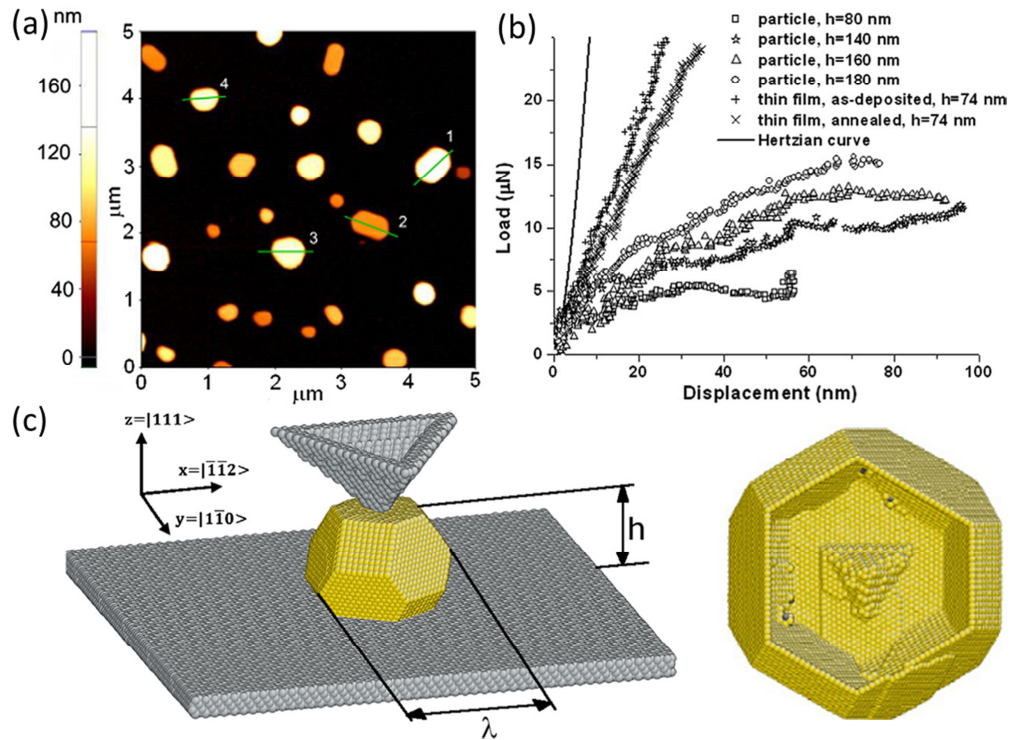 (a)
nm
160
120
80
40
0
5
4
3
μm
2
1
0
0
1
2
3
4
5
μm
4
1
2
3
(b)
particle, h=80 nm
particle, h=140 nm
particle, h=160 nm
particle, h=180 nm
thin film, as-deposited, h=74 nm
thin film, annealed, h=74 nm
Hertzian curve
Load (μN)
20
15
10
5
0
0
20
40
60
80
100
Displacement (nm)
(c)
z=|111>
x=|1̅1̅2>
y=|11̅0>
h
λ